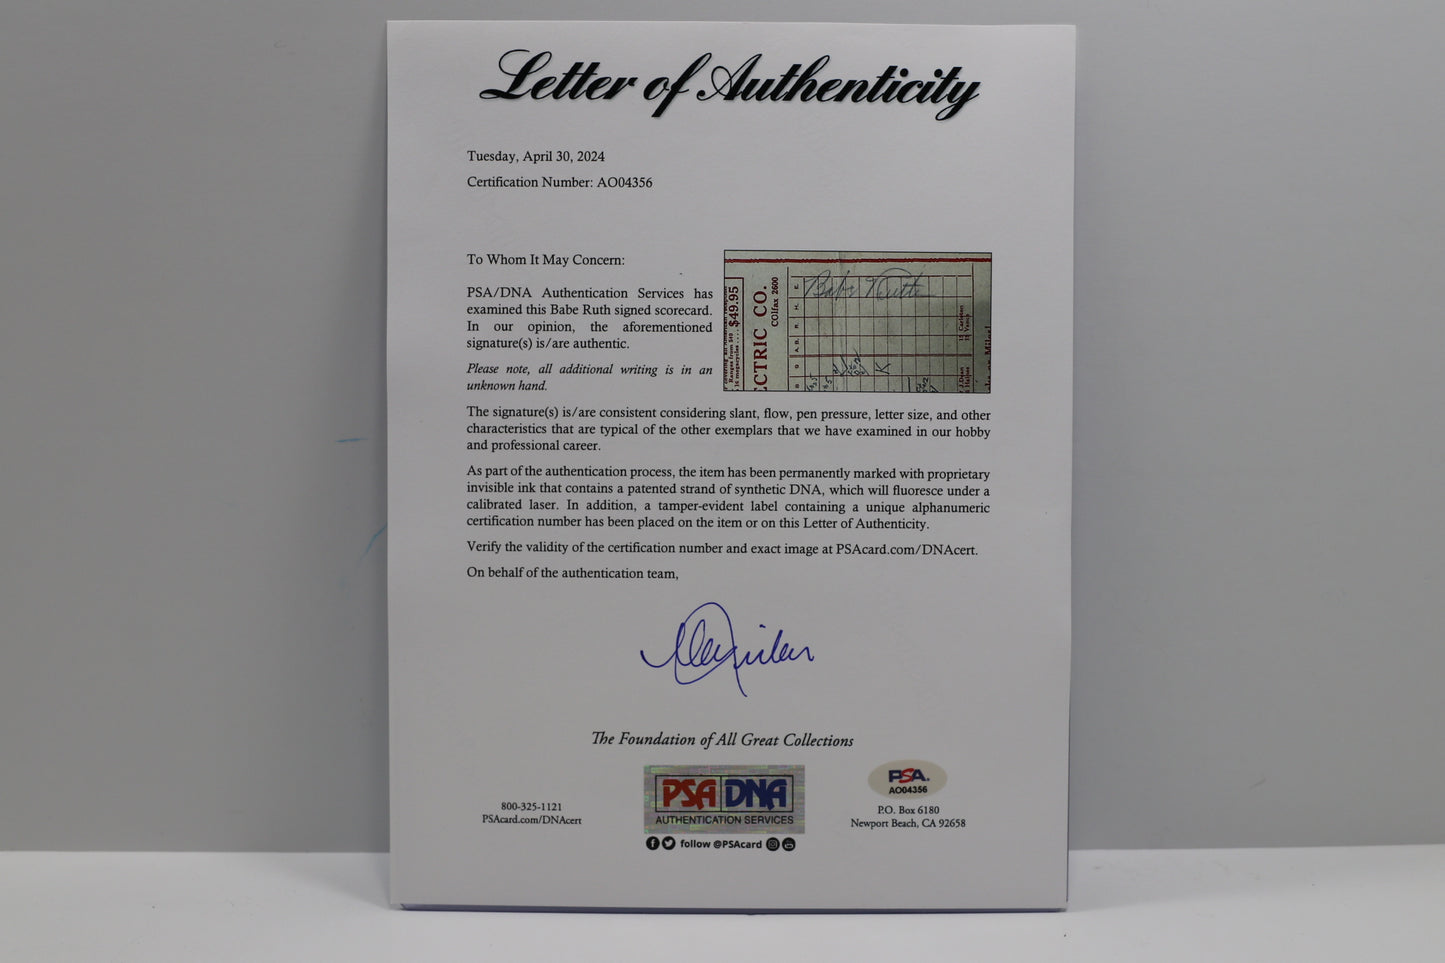 Letter of Authenticity
Tuesday, April 30, 2024
Certification Number: AO04356
To Whom It May Concern:
PSA/DNA Authentication Services has
examined this Babe Ruth signed scorecard.
In our opinion, the aforementioned
signature(s) is/are authentic.
Please note, all additional writing is in an
unknown hand.
$49.95
CTRIC CO.
COlfax 2600
Babe Ruth
K
The signature(s) is/are consistent considering slant, flow, pen pressure, letter size, and other
characteristics that are typical of the other exemplars that we have examined in our hobby
and professional career.
As part of the authentication process, the item has been permanently marked with proprietary
invisible ink that contains a patented strand of synthetic DNA, which will fluoresce under a
calibrated laser. In addition, a tamper-evident label containing a unique alphanumeric
certification number has been placed on the item or on this Letter of Authenticity.
Verify the validity of the certification number and exact image at PSAcard.com/DNAcert.
On behalf of the authentication team,
The Foundation of All Great Collections
800-325-1121
PSAcard.com/DNAcert
PSA DNA
AUTHENTICATION SERVICES
follow @PSAcard
PSA.
AO04356
P.O. Box 6180
Newport Beach, CA 92658